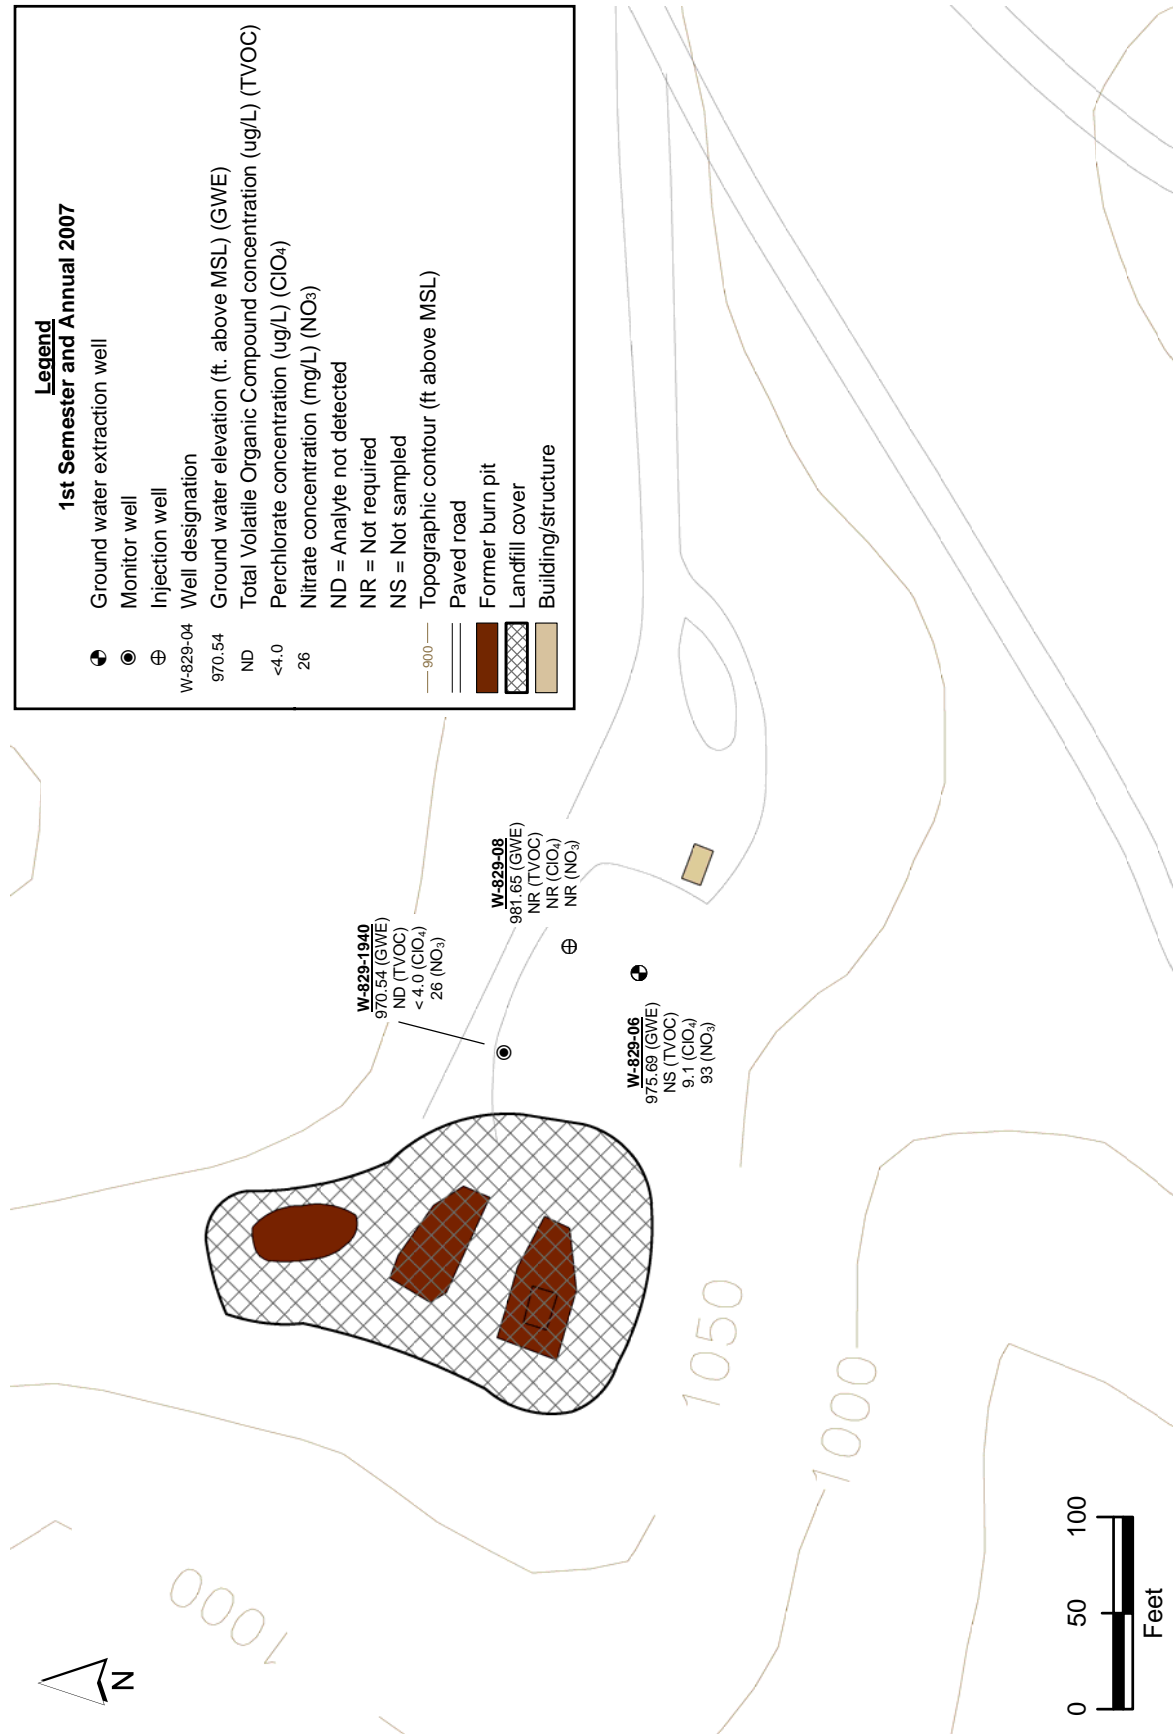 Legend
1st Semester and Annual 2007
Ground water extraction well
Monitor well
Injection well
W-829-04 Well designation
970.54 Ground water elevation (ft. above MSL) (GWE)
ND Total Volatile Organic Compound concentration (ug/L) (TVOC)
<4.0 Perchlorate concentration (ug/L) (ClO4)
26 Nitrate concentration (mg/L) (NO3)
ND = Analyte not detected
NR = Not required
NS = Not sampled
900 Topographic contour (ft above MSL)
Paved road
Former burn pit
Landfill cover
Building/structure
W-829-1940
970.54 (GWE)
ND (TVOC)
< 4.0 (ClO4)
26 (NO3)
W-829-08
981.65 (GWE)
NR (TVOC)
NR (ClO4)
NR (NO3)
W-829-06
975.69 (GWE)
NS (TVOC)
9.1 (ClO4)
93 (NO3)
1000
1050
1000
N
0 50 100
Feet